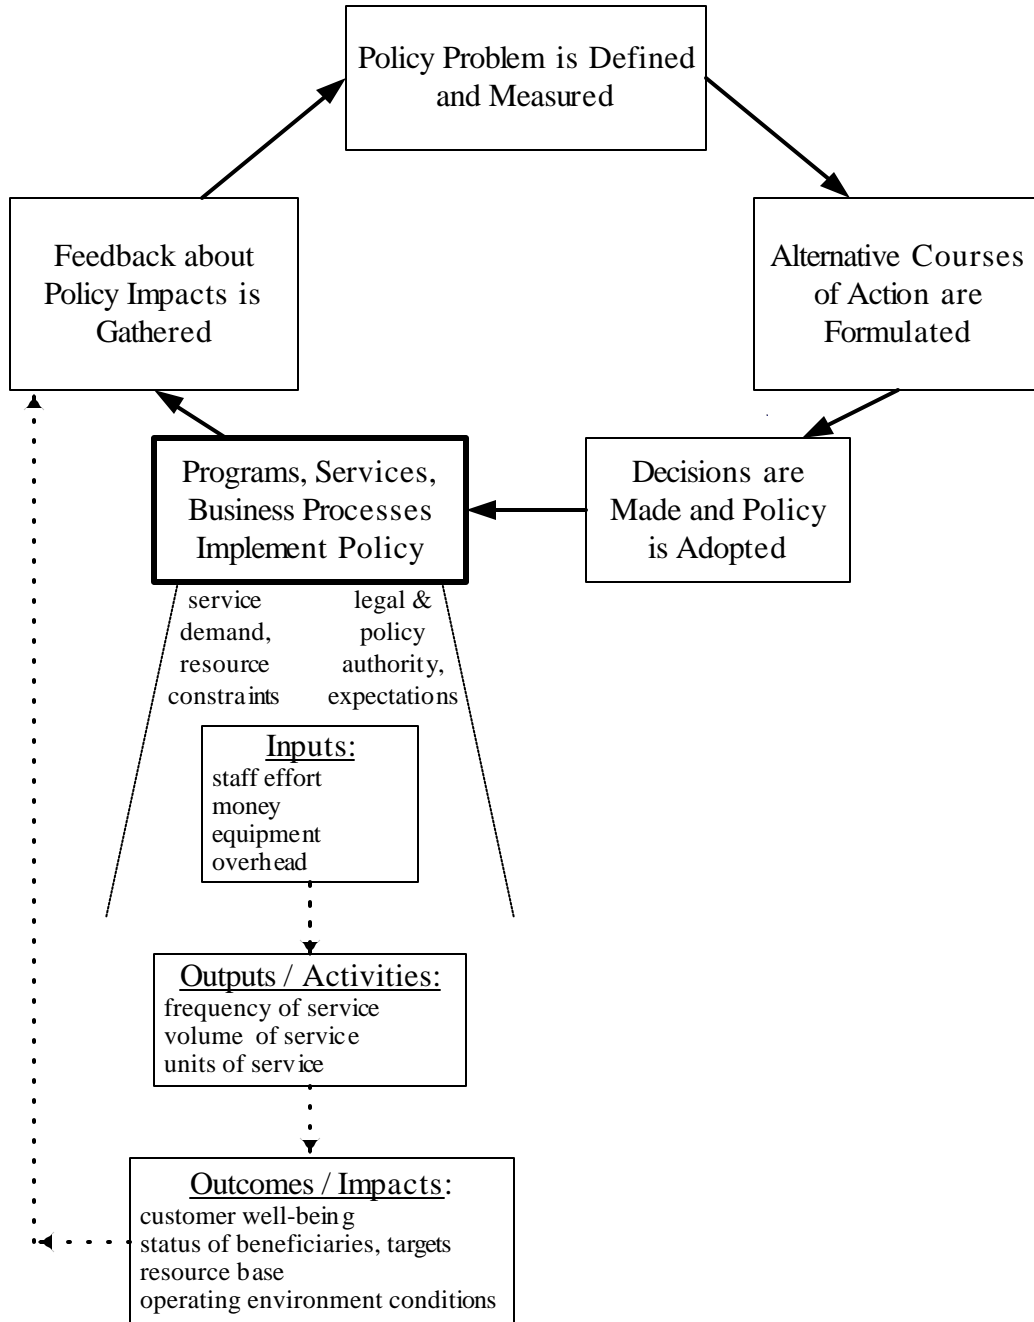 Policy Problem is Defined
and Measured
Feedback about
Policy Impacts is
Gathered
Alternative Courses
of Action are
Formulated
Programs, Services,
Business Processes
Implement Policy
Decisions are
Made and Policy
is Adopted
service
demand,
resource
constraints
legal &
policy
authority,
expectations
Inputs:
staff effort
money
equipment
overhead
Outputs / Activities:
frequency of service
volume of service
units of service
Outcomes / Impacts:
customer well-being
status of beneficiaries, targets
resource base
operating environment conditions